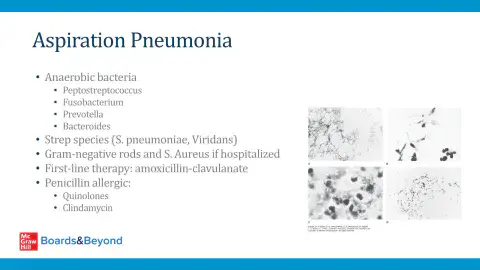 Aspiration Pneumonia
• Anaerobic bacteria
• Peptostreptococcus
• Fusobacterium
• Prevotella
• Bacteroides
• Strep species (S. pneumoniae, Viridans)
• Gram-negative rods and S. Aureus if hospitalized
• First-line therapy: amoxicillin-clavulanate
• Penicillin allergic:
• Quinolones
• Clindamycin
Mc
Graw
Hill
Boards&Beyond